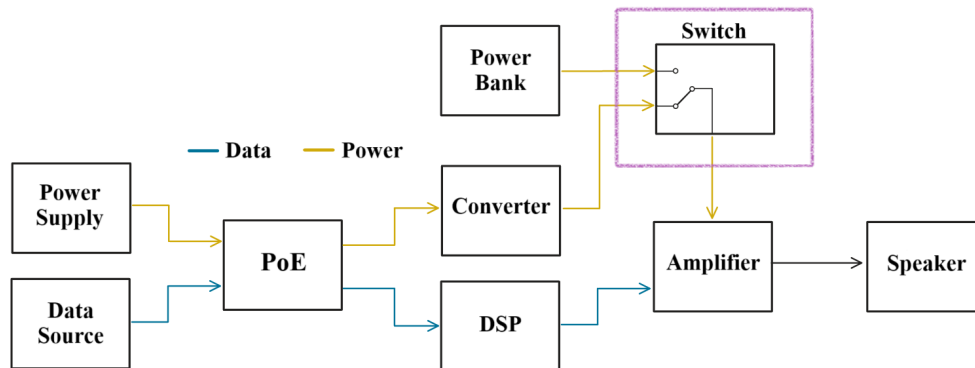 Switch
Power
Bank
Data
Power
Power
Supply
Converter
PoE
Amplifier
Speaker
Data
Source
DSP